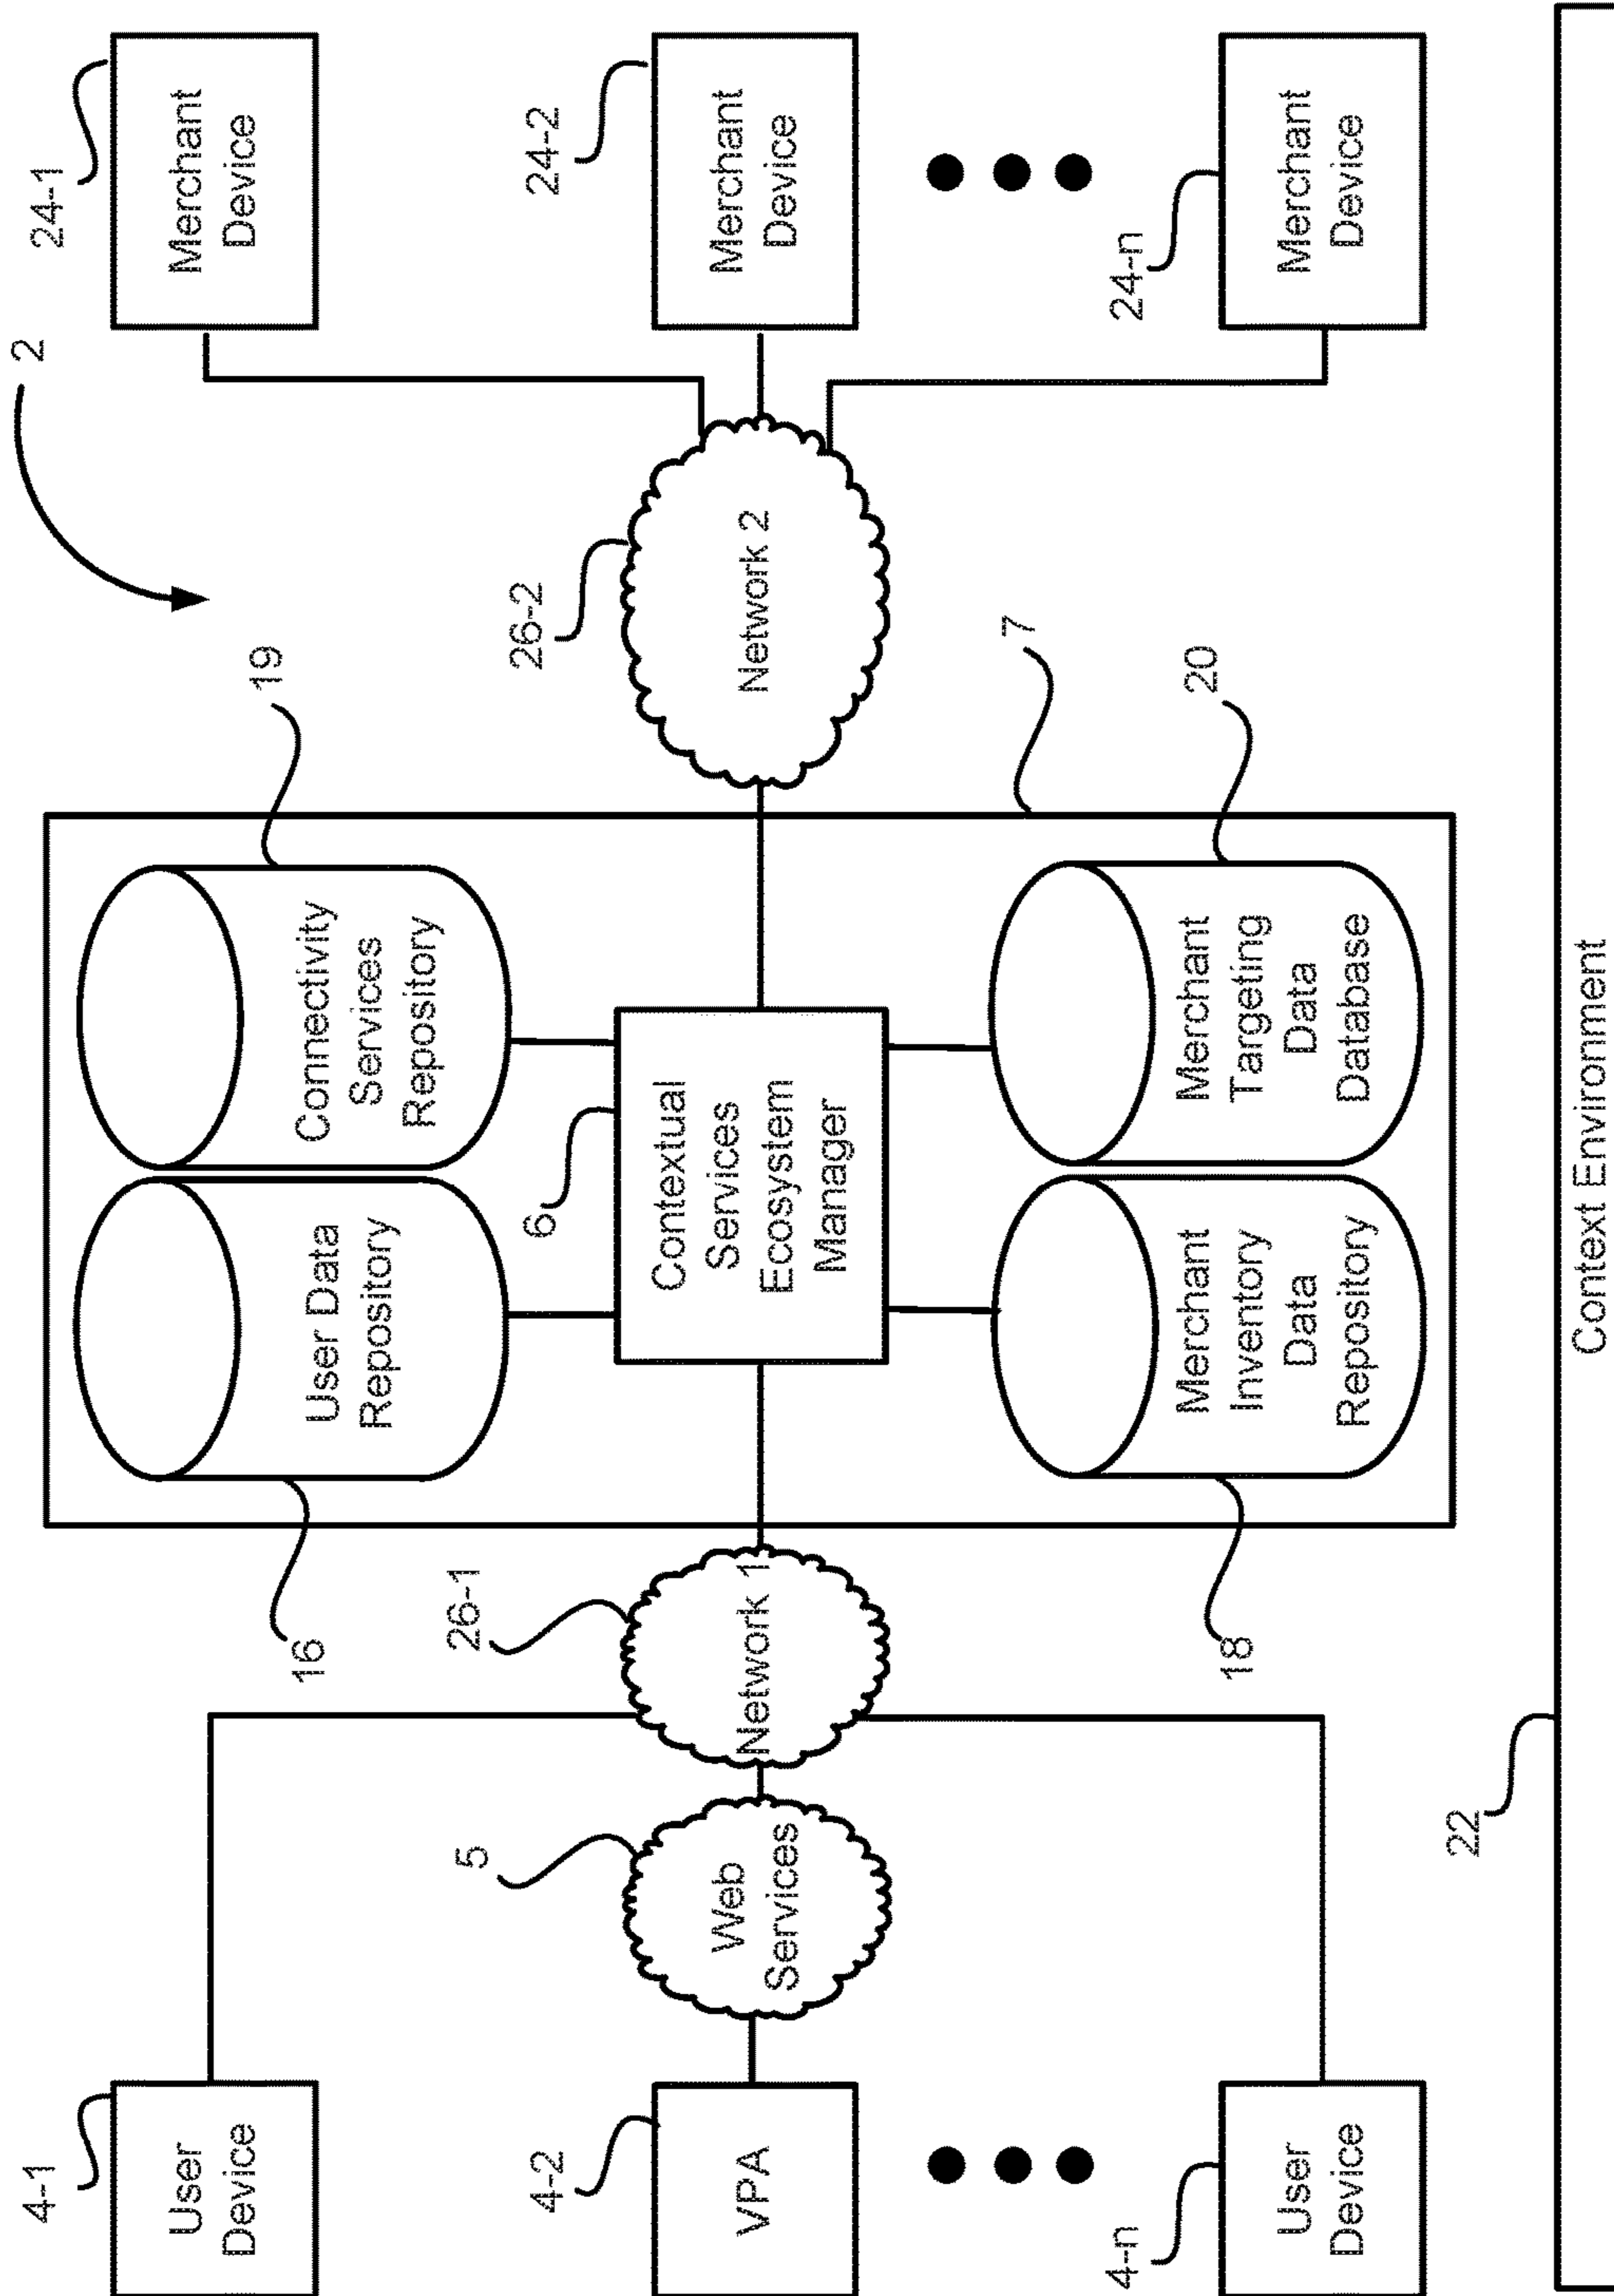 2
4-1
User
Device
4-2
VPA
4-n
User
Device
5
Web
Services
26-1
Network 1
16
User Data
Repository
19
Connectivity
Services
Repository
6
Contextual
Services
Ecosystem
Manager
18
Merchant
Inventory
Data
Repository
20
Merchant
Targeting
Data
Database
7
26-2
Network 2
24-1
Merchant
Device
24-2
Merchant
Device
24-n
Merchant
Device
22
Context Environment